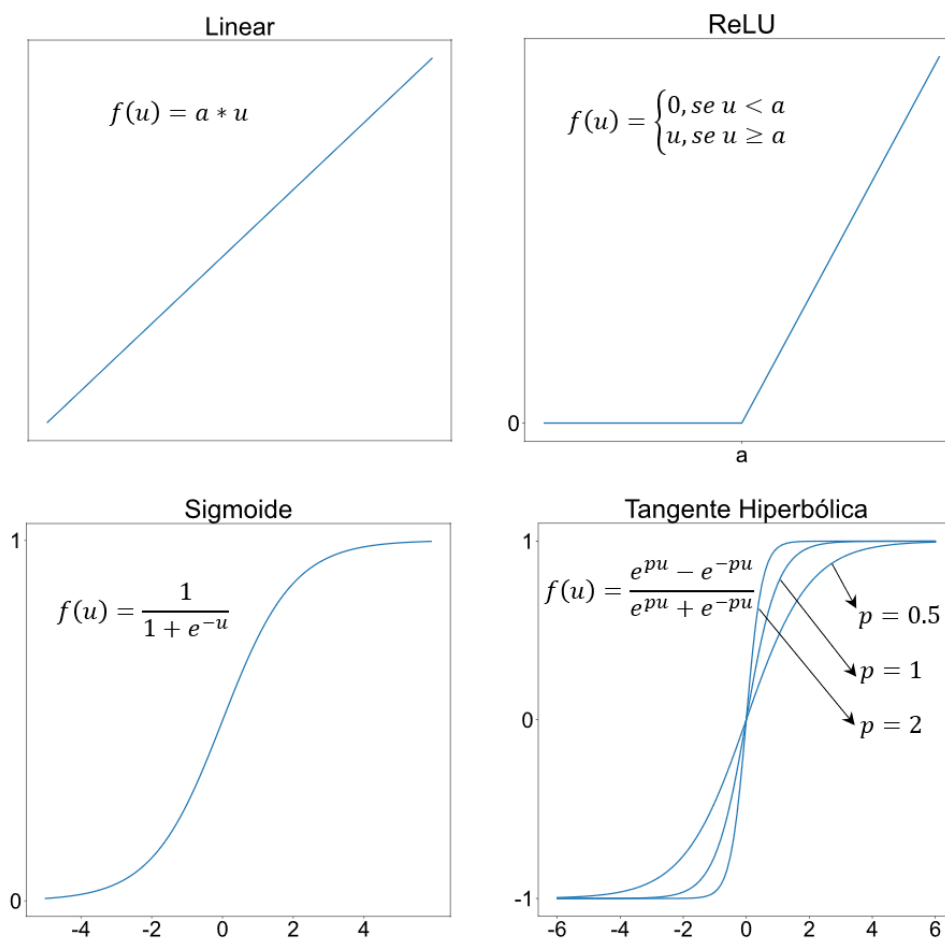 Linear
f(u) = a * u
ReLU
f(u) = {0, se u < a
u, se u ≥ a
0
a
Sigmoide
1
f(u) = 1 / (1 + e^{-u})
0
-4 -2 0 2 4
Tangente Hiperbólica
1
f(u) = (e^{pu} − e^{-pu}) / (e^{pu} + e^{-pu})
p = 0.5
p = 1
0
p = 2
-1
-6 -4 -2 0 2 4 6